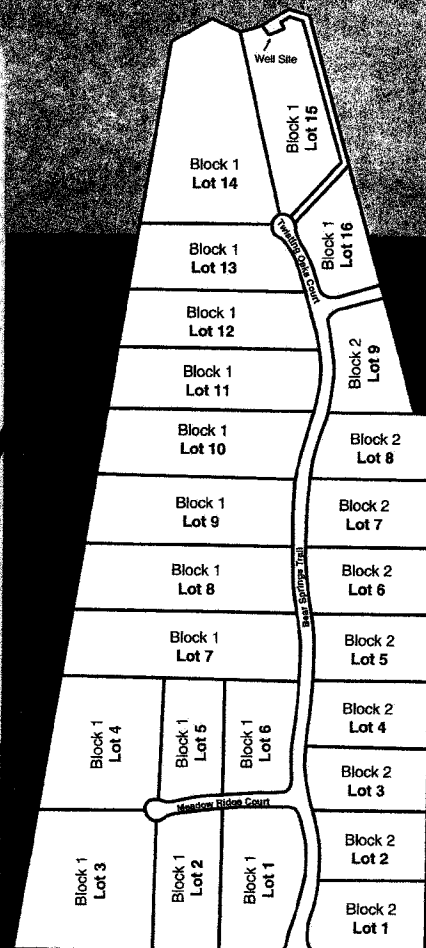 Well Site
Block 1
Lot 15
Block 1
Lot 14
Twisting Oaks Court
Block 1
Lot 16
Block 1
Lot 13
Block 1
Lot 12
Block 2
Lot 9
Block 1
Lot 11
Block 1
Lot 10
Block 2
Lot 8
Block 1
Lot 9
Block 2
Lot 7
Bear Springs Trail
Block 1
Lot 8
Block 2
Lot 6
Block 1
Lot 7
Block 2
Lot 5
Block 1
Lot 4
Block 1
Lot 5
Block 1
Lot 6
Block 2
Lot 4
Block 2
Lot 3
Meadow Ridge Court
Block 1
Lot 3
Block 1
Lot 2
Block 1
Lot 1
Block 2
Lot 2
Block 2
Lot 1